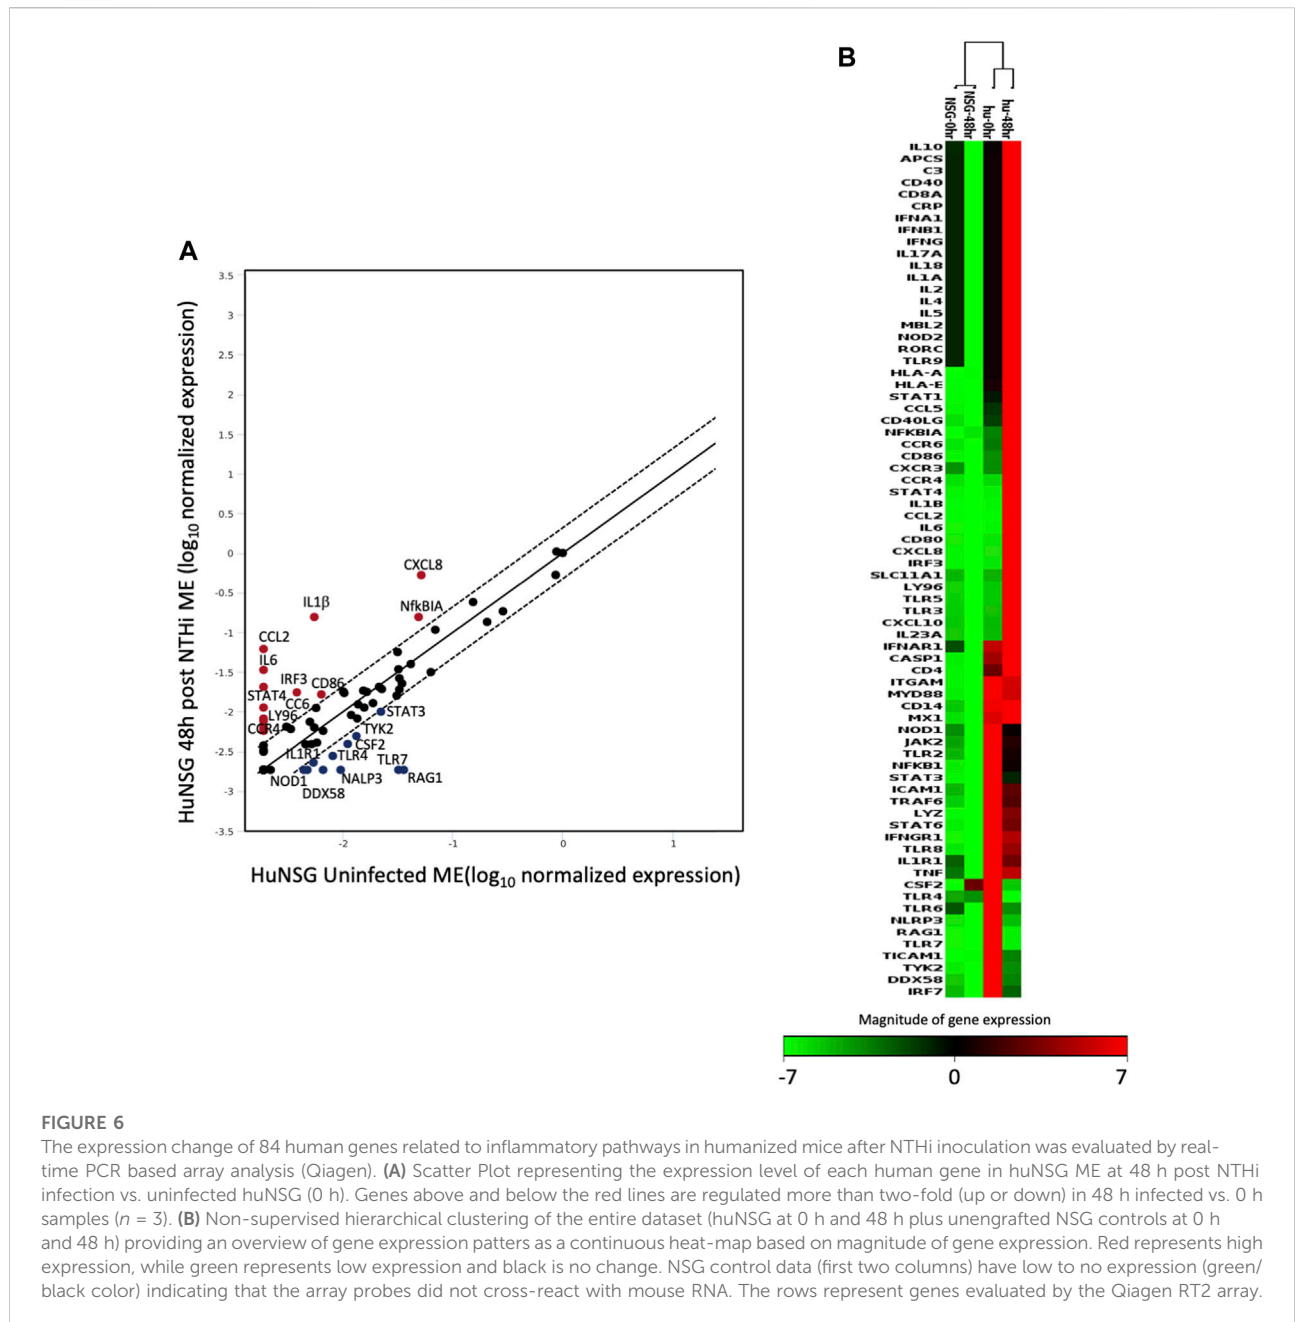 A
HuNSG 48h post NTHi ME (log10 normalized expression)
3.5
3
2.5
2
1.5
1
0.5
0
-0.5
-1
-1.5
-2
-2.5
-3
-3.5
CXCL8
IL1β
NfkBIA
CCL2
IL6
IRF3
CD86
STAT4
CC6
LY96
CCR4
STAT3
TYK2
CSF2
IL1R1
TLR4
TLR7
NOD1
NALP3
RAG1
DDX58
-2
-1
0
1
HuNSG Uninfected ME(log10 normalized expression)
B
NSG-0hr
NSG-48hr
hu-0hr
hu-48hr
IL10
APCS
C3
CD40
CD8A
CRP
IFNA1
IFNB1
IFNG
IL17A
IL18
IL1A
IL2
IL4
IL5
MBL2
NOD2
RORC
TLR9
HLA-A
HLA-E
STAT1
CCL5
CD40LG
NFKBIA
CCR6
CD86
CXCR3
CCR4
STAT4
IL1B
CCL2
IL6
CD80
CXCL8
IRF3
SLC11A1
LY96
TLR5
TLR3
CXCL10
IL23A
IFNAR1
CASP1
CD4
ITGAM
MYD88
CD14
MX1
NOD1
JAK2
TLR2
NFKB1
STAT3
ICAM1
TRAF6
LYZ
STAT6
IFNGR1
TLR8
IL1R1
TNF
CSF2
TLR4
TLR6
NLRP3
RAG1
TLR7
TICAM1
TYK2
DDX58
IRF7
Magnitude of gene expression
-7
0
7
FIGURE 6
The expression change of 84 human genes related to inflammatory pathways in humanized mice after NTHi inoculation was evaluated by real-
time PCR based array analysis (Qiagen). (A) Scatter Plot representing the expression level of each human gene in huNSG ME at 48 h post NTHi
infection vs. uninfected huNSG (0 h). Genes above and below the red lines are regulated more than two-fold (up or down) in 48 h infected vs. 0 h
samples (n = 3). (B) Non-supervised hierarchical clustering of the entire dataset (huNSG at 0 h and 48 h plus unengrafted NSG controls at 0 h
and 48 h) providing an overview of gene expression patters as a continuous heat-map based on magnitude of gene expression. Red represents high
expression, while green represents low expression and black is no change. NSG control data (first two columns) have low to no expression (green/
black color) indicating that the array probes did not cross-react with mouse RNA. The rows represent genes evaluated by the Qiagen RT2 array.